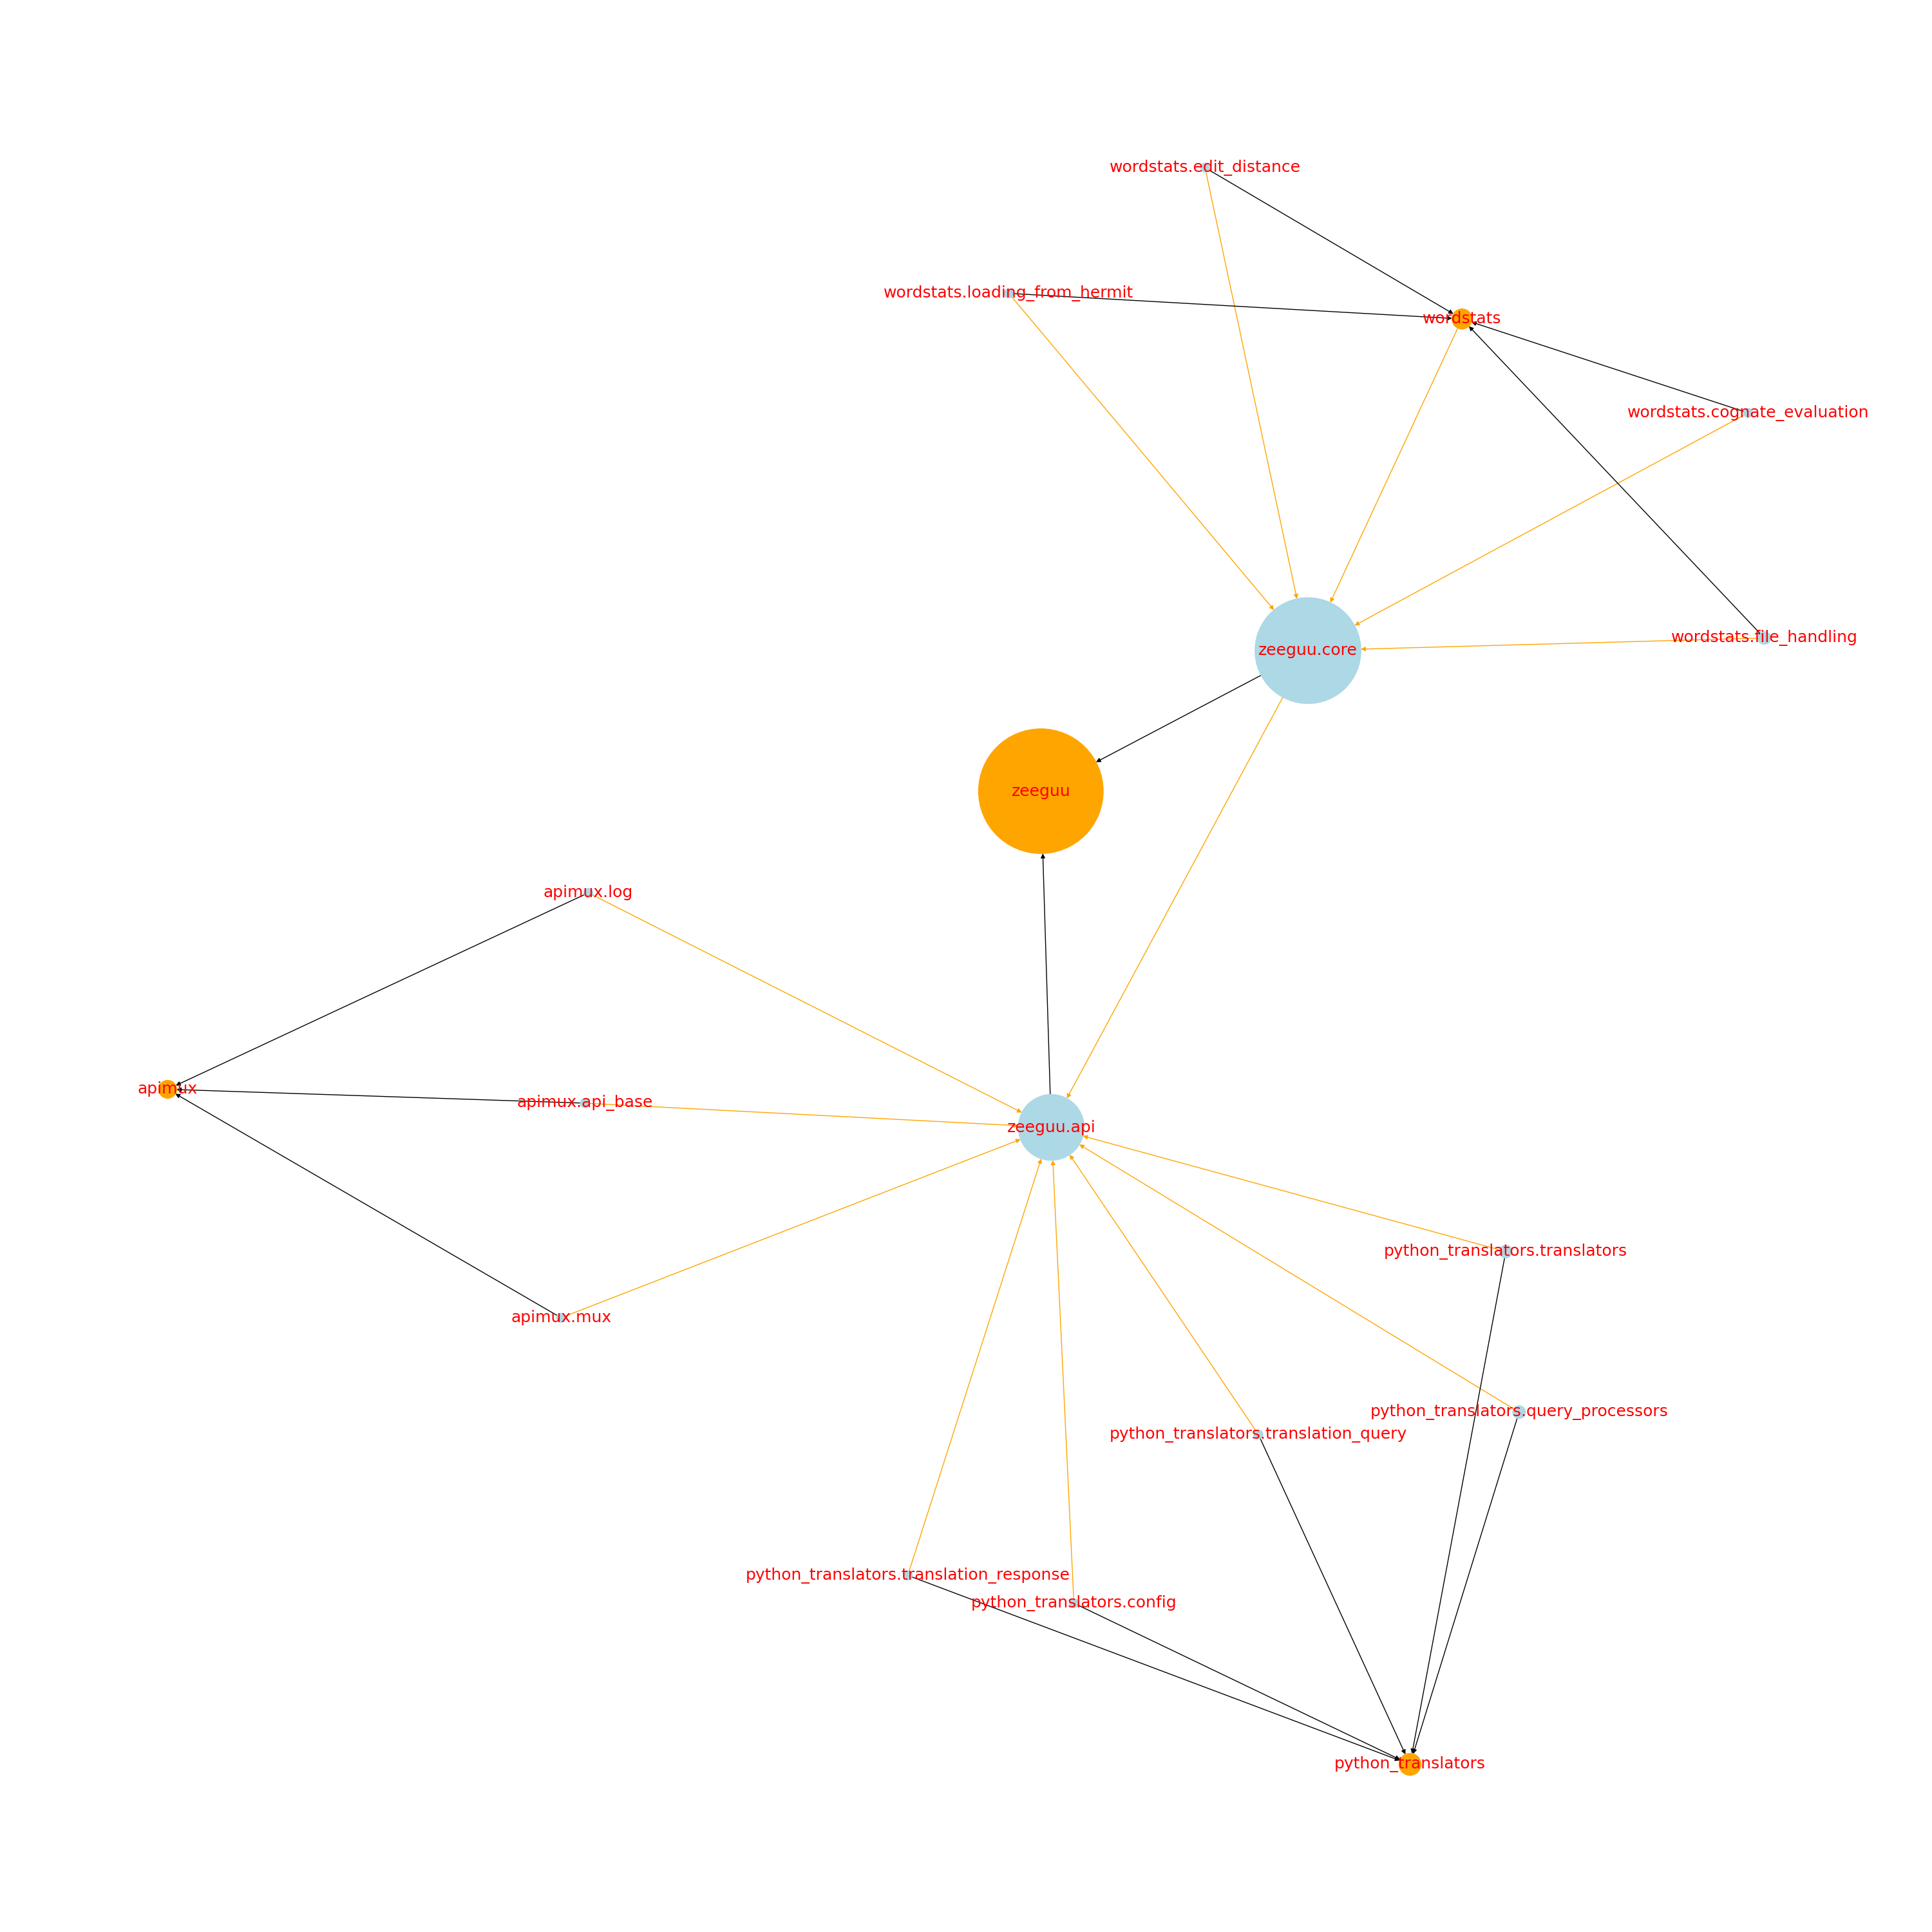 wordstats.edit_distance
wordstats.loading_from_hermit
wordstats
wordstats.cognate_evaluation
wordstats.file_handling
zeeguu.core
zeeguu
apimux.log
apimux
apimux.api_base
zeeguu.api
python_translators.translators
apimux.mux
python_translators.query_processors
python_translators.translation_query
python_translators.translation_response
python_translators.config
python_translators